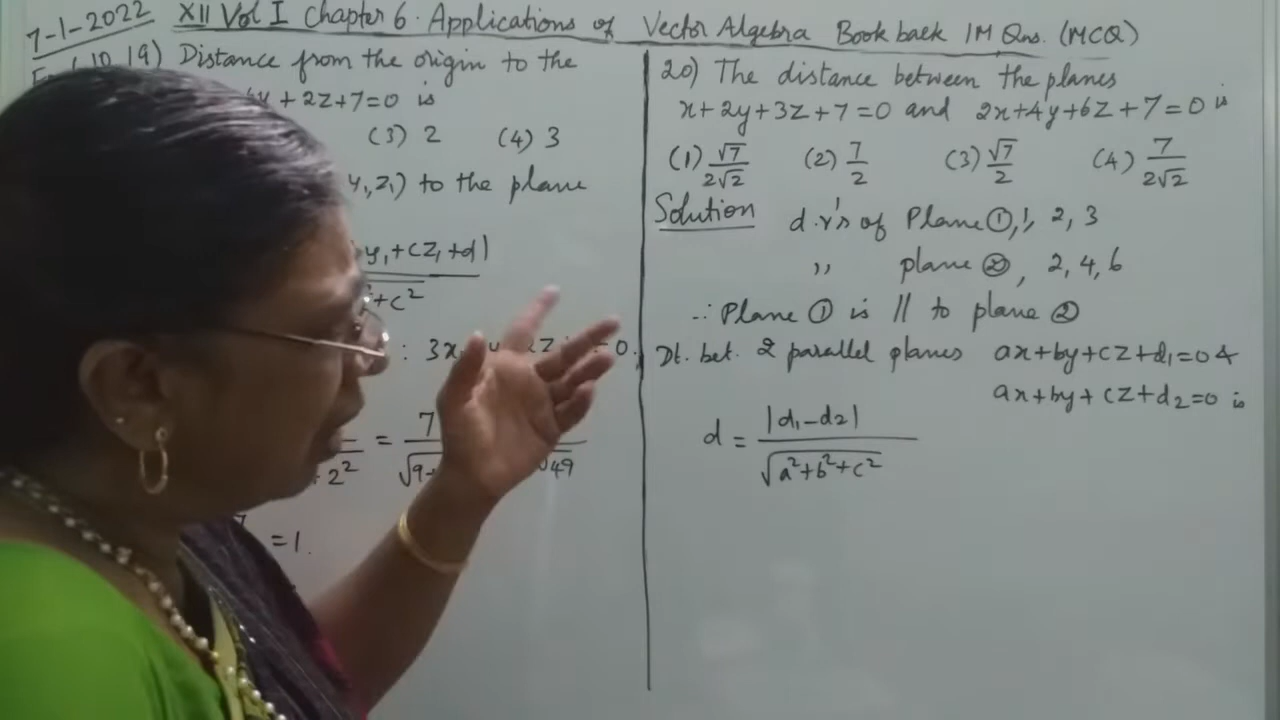 7-1-2022 XII Vol I Chapter 6. Applications of Vector Algebra Book back 1M Qns. (MCQ)
19) Distance from the origin to the
+ 2z+7=0 is
(3) 2 (4) 3
y₁, z₁) to the plane
y₁+cz₁+d|
+c²
: 3x
= 7
√49
+2²
=1.
20) The distance between the planes
x+2y+3z+7=0 and 2x+4y+6z+7=0 is
(1) √7/2√2 (2) 7/2 (3) √7/2 (4) 7/2√2
Solution d.r's of Plane ①, 1, 2, 3
,, plane ②, 2, 4, 6
∴ Plane ① is // to plane ②
Dt. bet. 2 parallel planes ax+by+cz+d₁=0 &
ax+by+cz+d₂=0 is
d = |d₁-d₂| / √a²+b²+c²